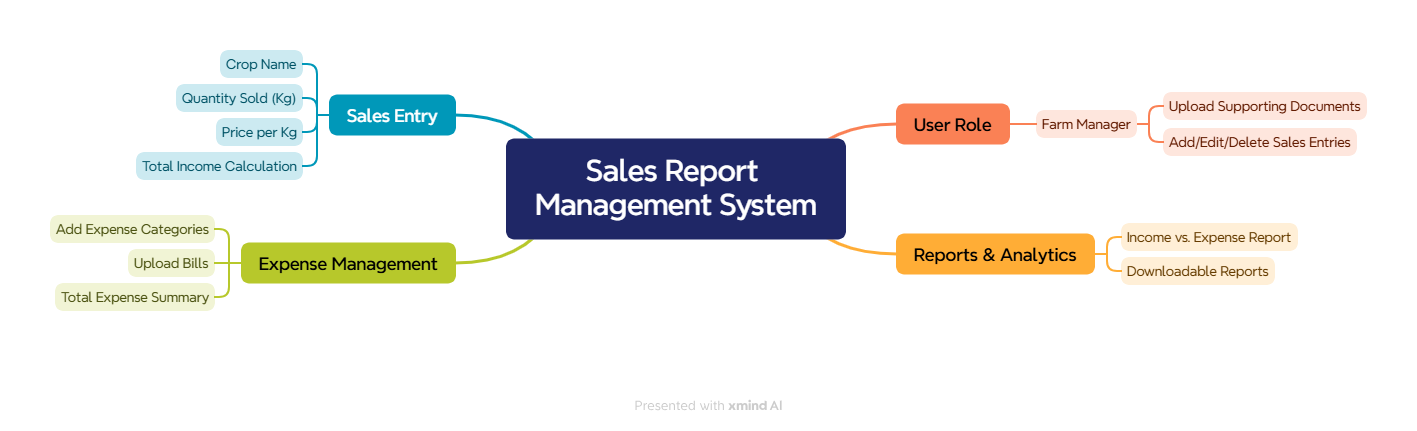 Sales Report
Management System
Sales Entry
Crop Name
Quantity Sold (Kg)
Price per Kg
Total Income Calculation
Expense Management
Add Expense Categories
Upload Bills
Total Expense Summary
User Role
Farm Manager
Upload Supporting Documents
Add/Edit/Delete Sales Entries
Reports & Analytics
Income vs. Expense Report
Downloadable Reports
Presented with xmind AI